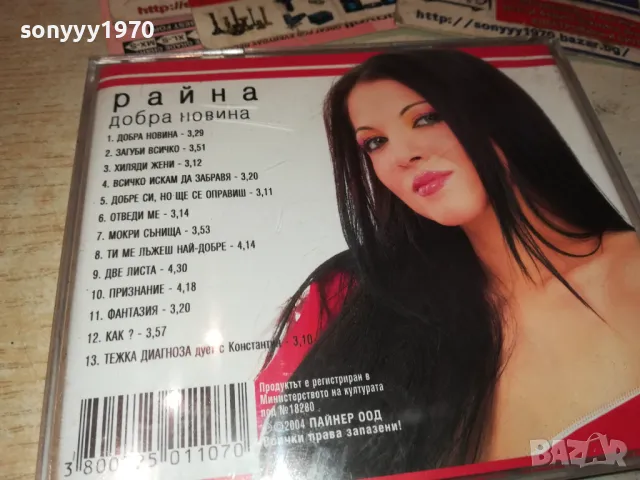 sonyyy1970
http://sonyyy1970.bazar.bg/
райна
добра новина
1. ДОБРА НОВИНА - 3,29
2. ЗАГУБИ ВСИЧКО - 3,51
3. ХИЛЯДИ ЖЕНИ - 3,12
4. ВСИЧКО ИСКАМ ДА ЗАБРАВЯ - 3,20
5. ДОБРЕ СИ, НО ЩЕ СЕ ОПРАВИШ - 3,11
6. ОТВЕДИ МЕ - 3,14
7. МОКРИ СЪНИЩА - 3,53
8. ТИ МЕ ЛЪЖЕШ НАЙ-ДОБРЕ - 4,14
9. ДВЕ ЛИСТА - 4,30
10. ПРИЗНАНИЕ - 4,18
11. ФАНТАЗИЯ - 3,20
12. КАК ? - 3,57
13. ТЕЖКА ДИАГНОЗА дует с Константин - 3,10
Продуктът е регистриран в
Министерството на културата
под №18280
℗©2004 ПАЙНЕР ООД
Всички права запазени!
3 800125 011070
BAZAR.bg